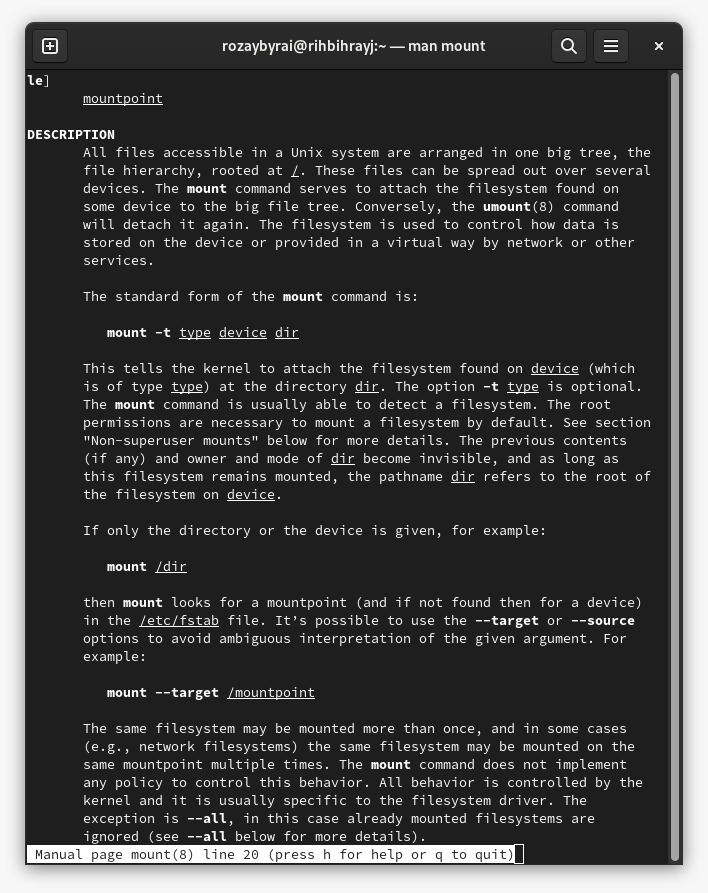 rozaybyrai@rihbihrayj:~ — man mount
le]
mountpoint
DESCRIPTION
All files accessible in a Unix system are arranged in one big tree, the
file hierarchy, rooted at /. These files can be spread out over several
devices. The mount command serves to attach the filesystem found on
some device to the big file tree. Conversely, the umount(8) command
will detach it again. The filesystem is used to control how data is
stored on the device or provided in a virtual way by network or other
services.
The standard form of the mount command is:
mount -t type device dir
This tells the kernel to attach the filesystem found on device (which
is of type type) at the directory dir. The option -t type is optional.
The mount command is usually able to detect a filesystem. The root
permissions are necessary to mount a filesystem by default. See section
"Non-superuser mounts" below for more details. The previous contents
(if any) and owner and mode of dir become invisible, and as long as
this filesystem remains mounted, the pathname dir refers to the root of
the filesystem on device.
If only the directory or the device is given, for example:
mount /dir
then mount looks for a mountpoint (and if not found then for a device)
in the /etc/fstab file. It’s possible to use the --target or --source
options to avoid ambiguous interpretation of the given argument. For
example:
mount --target /mountpoint
The same filesystem may be mounted more than once, and in some cases
(e.g., network filesystems) the same filesystem may be mounted on the
same mountpoint multiple times. The mount command does not implement
any policy to control this behavior. All behavior is controlled by the
kernel and it is usually specific to the filesystem driver. The
exception is --all, in this case already mounted filesystems are
ignored (see --all below for more details).
Manual page mount(8) line 20 (press h for help or q to quit)